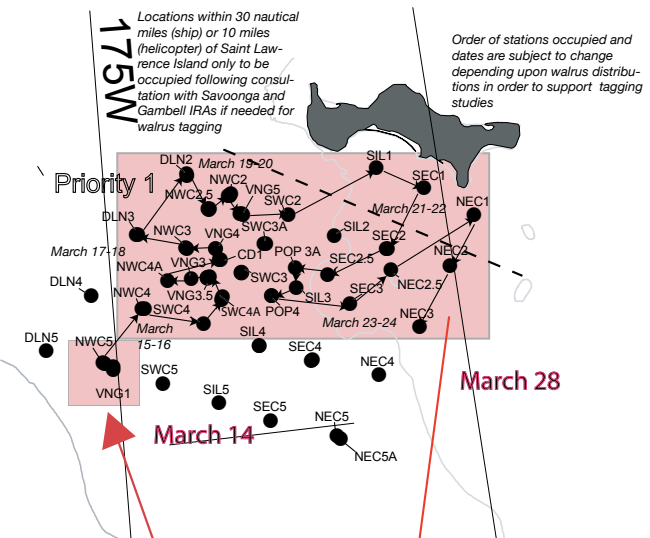 Locations within 30 nautical
miles (ship) or 10 miles
(helicopter) of Saint Law-
rence Island only to be
occupied following consul-
tation with Savoonga and
Gambell IRAs if needed for
walrus tagging
175W
Order of stations occupied and
dates are subject to change
depending upon walrus distribu-
tions in order to support tagging
studies
Priority 1
DLN2
March 19-20
SIL1
NWC2
SEC1
NWC2.5
VNG5
SWC2
March 21-22
NEC1
DLN3
NWC3
VNG4
SWC3A
SIL2
SEC2
March 17-18
CD1
POP 3A
SEC2.5
NEC2
NWC4A
VNG3
SWC3
NEC2.5
DLN4
NWC4
VNG3.5
SIL3
SEC3
SWC4
SWC4A
POP4
NEC3
March
15-16
March 23-24
DLN5
NWC5
SIL4
SEC4
NEC4
SWC5
VNG1
SIL5
March 28
SEC5
NEC5
March 14
NEC5A